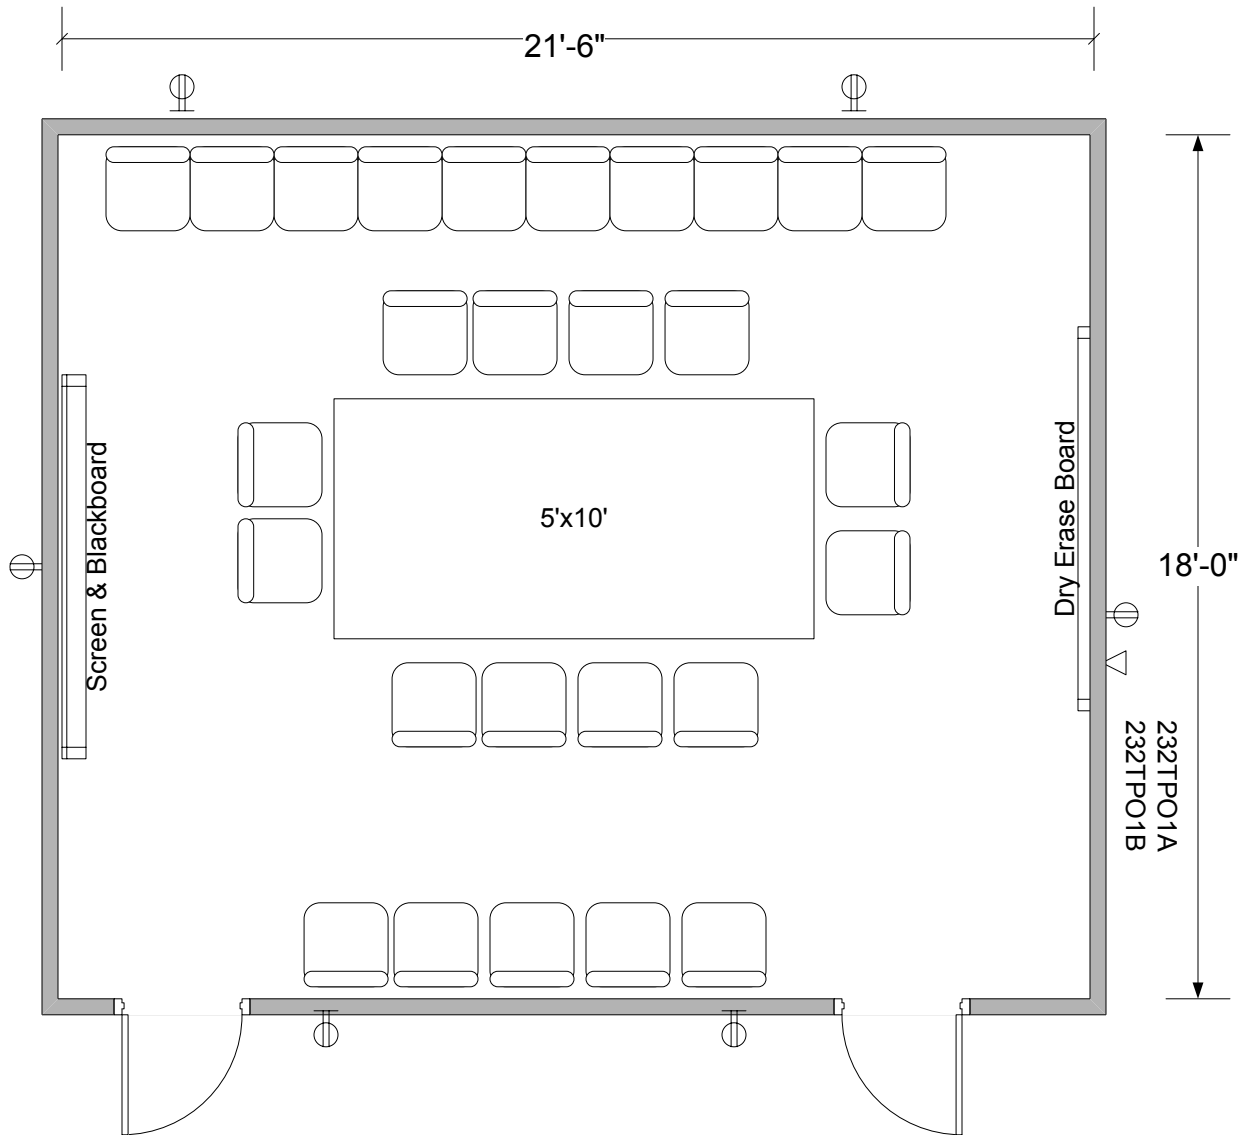 21'-6"
Screen & Blackboard
5'x10'
Dry Erase Board
18'-0"
232TPO1A
232TPO1B